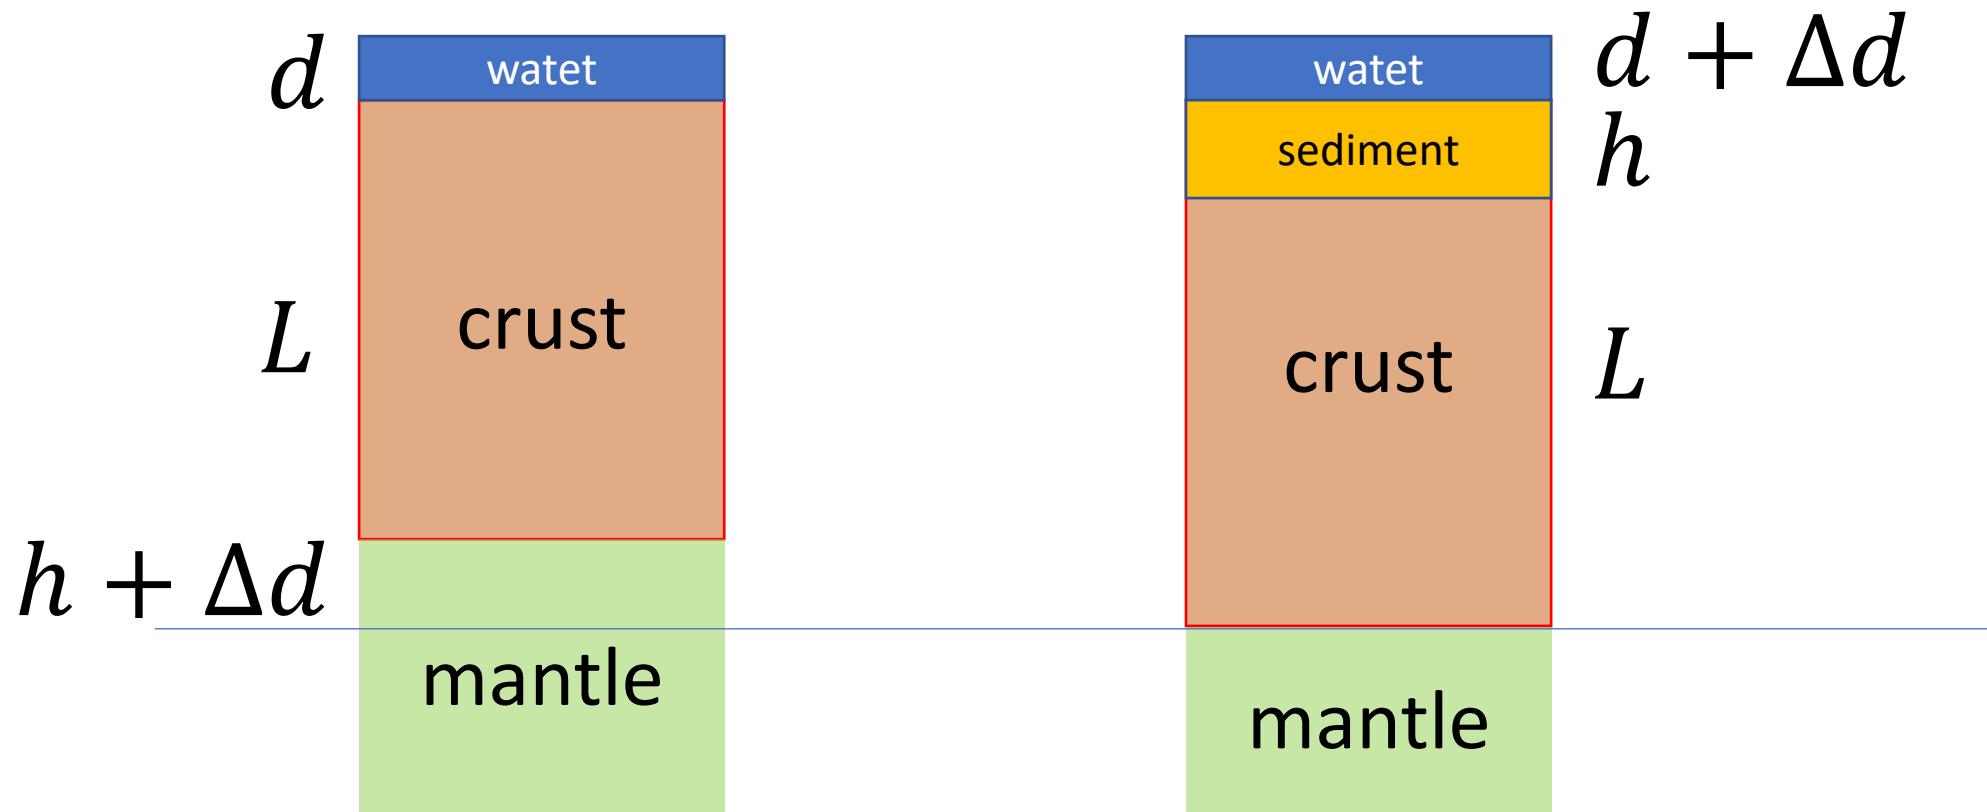 d
watet
crust
L
h + Δd
mantle
watet
d + Δd
sediment
h
crust
L
mantle